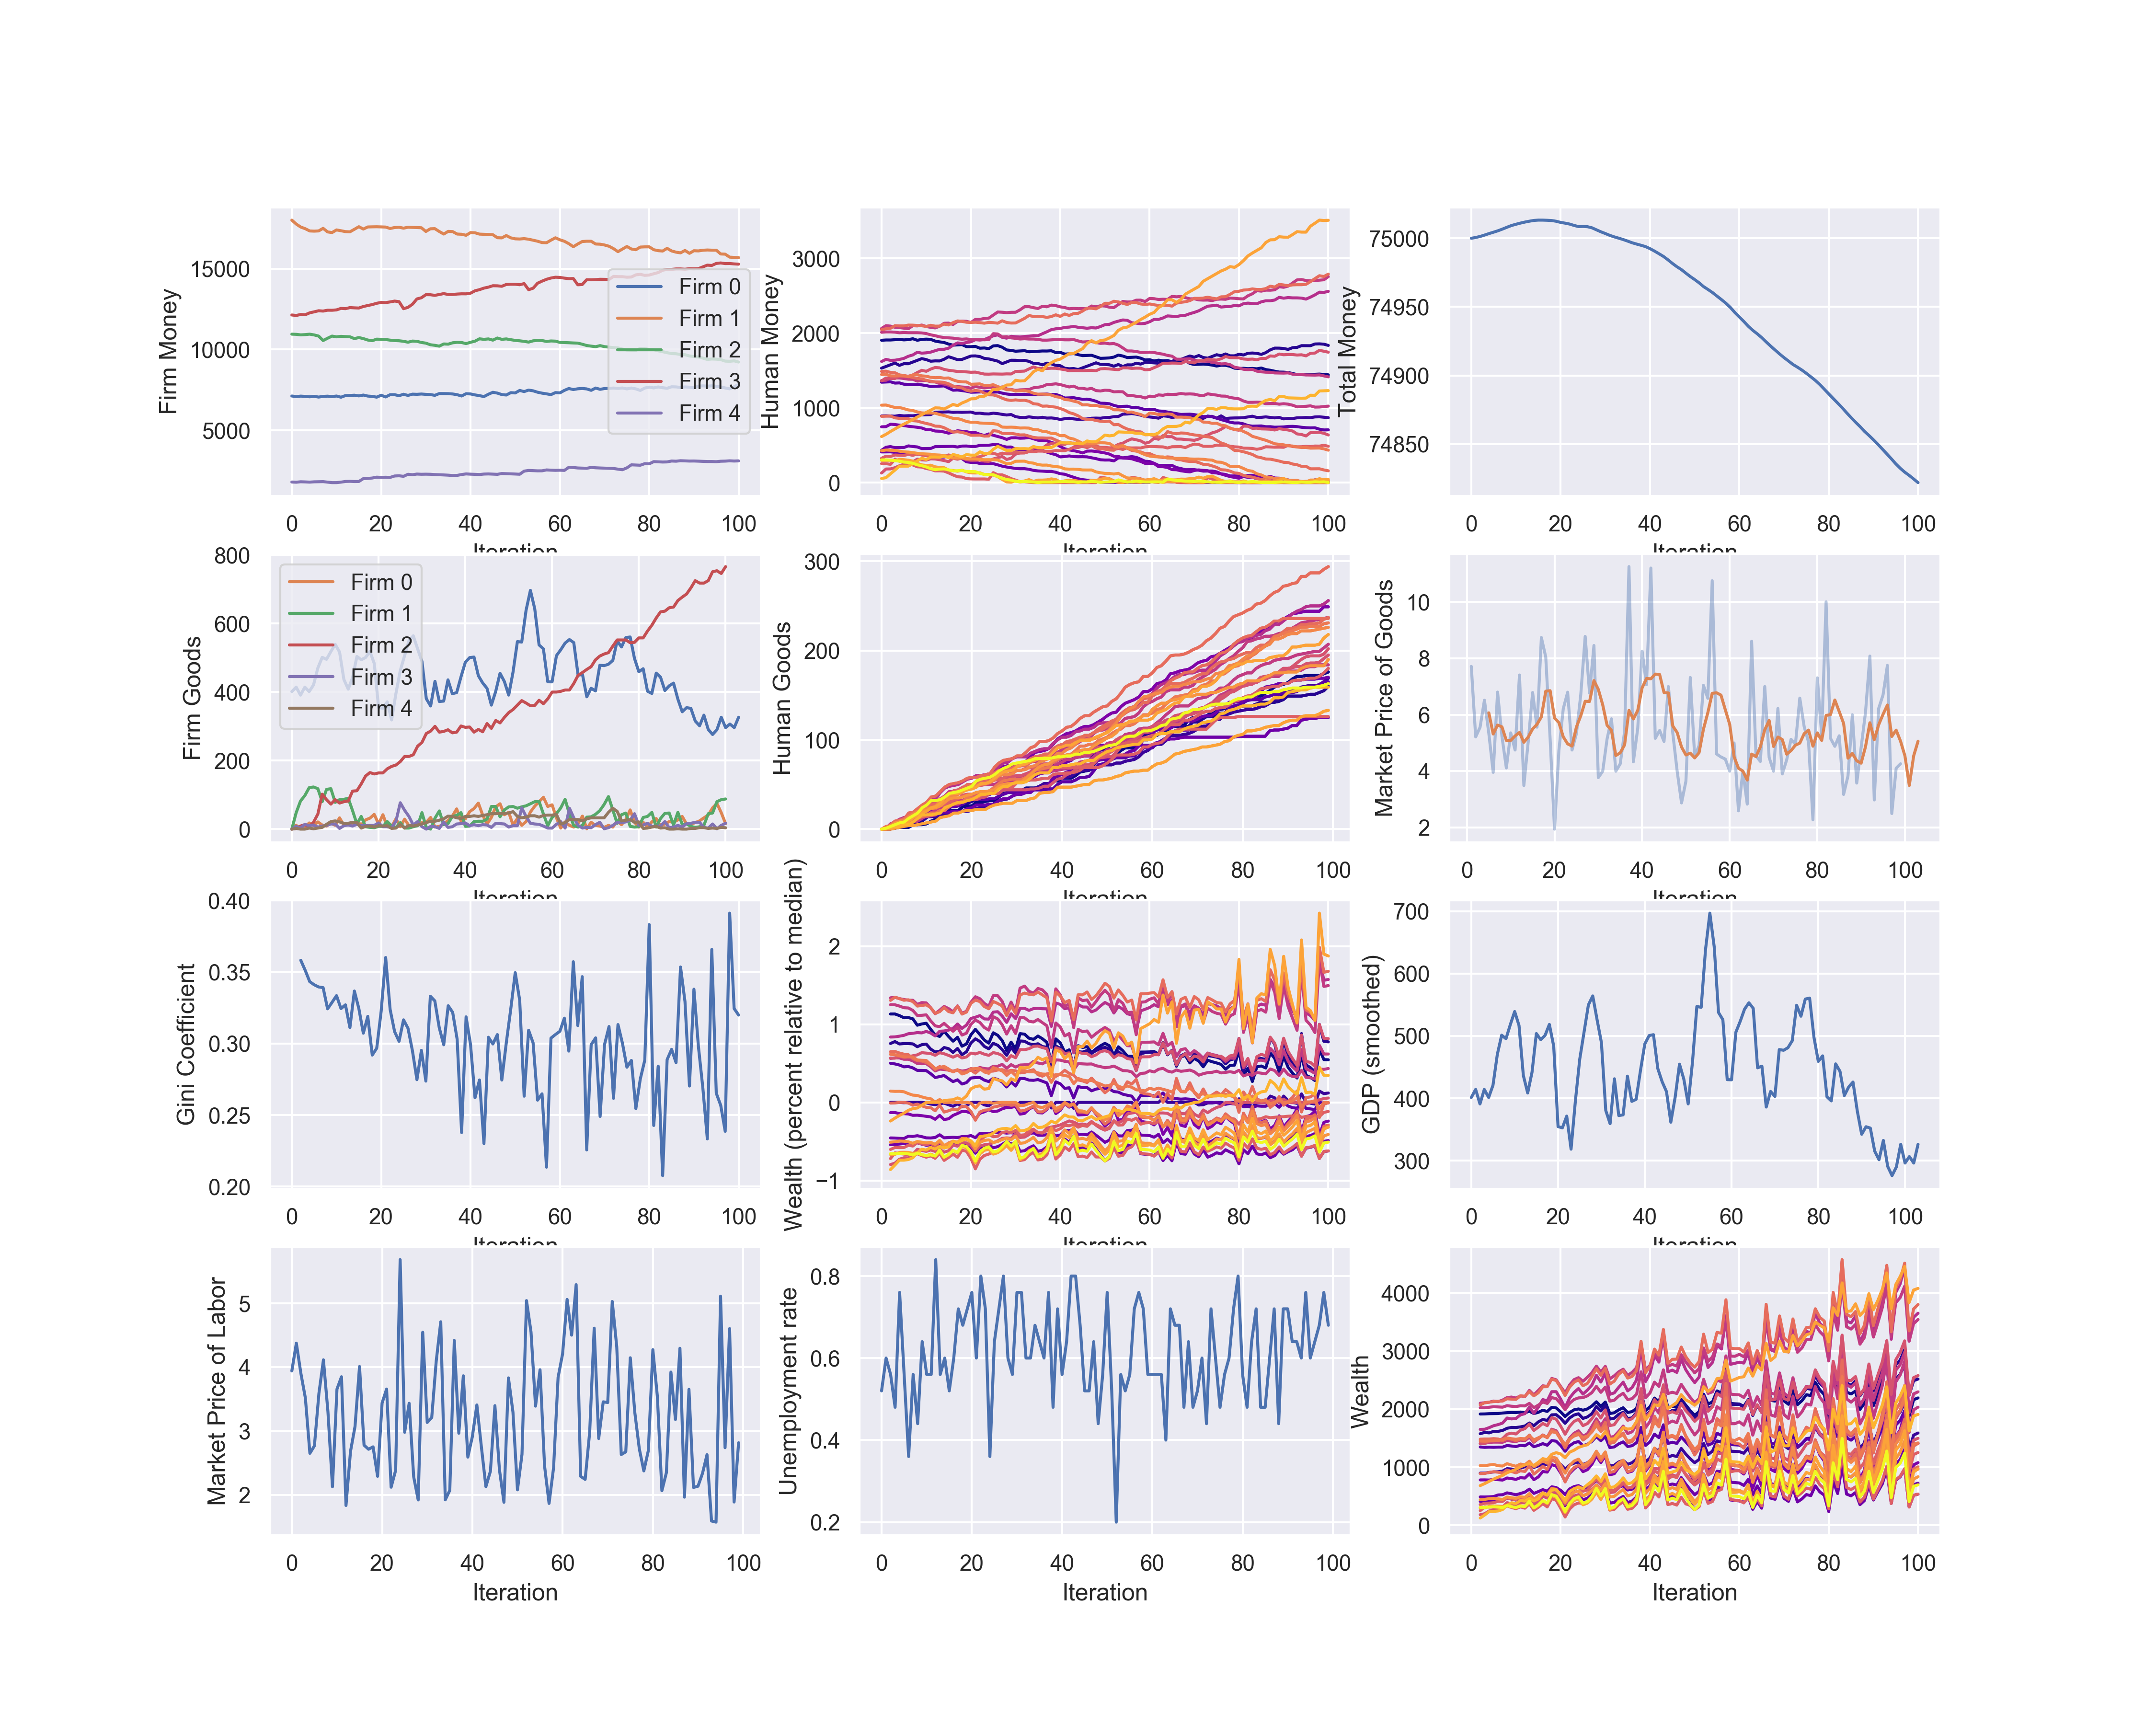 Firm Money
15000
10000
5000
0 20 40 60 80 100
Iteration
Firm 0
Firm 1
Firm 2
Firm 3
Firm 4
Human Money
3000
2000
1000
0
0 20 40 60 80 100
Iteration
Total Money
75000
74950
74900
74850
0 20 40 60 80 100
Iteration
Firm Goods
800
600
400
200
0
0 20 40 60 80 100
Iteration
Firm 0
Firm 1
Firm 2
Firm 3
Firm 4
Human Goods
300
200
100
0
0 20 40 60 80 100
Iteration
Market Price of Goods
10
8
6
4
2
0 20 40 60 80 100
Iteration
Gini Coefficient
0.40
0.35
0.30
0.25
0.20
0 20 40 60 80 100
Iteration
Wealth (percent relative to median)
2
1
0
−1
0 20 40 60 80 100
Iteration
GDP (smoothed)
700
600
500
400
300
0 20 40 60 80 100
Iteration
Market Price of Labor
5
4
3
2
0 20 40 60 80 100
Iteration
Unemployment rate
0.8
0.6
0.4
0.2
0 20 40 60 80 100
Iteration
Wealth
4000
3000
2000
1000
0
0 20 40 60 80 100
Iteration